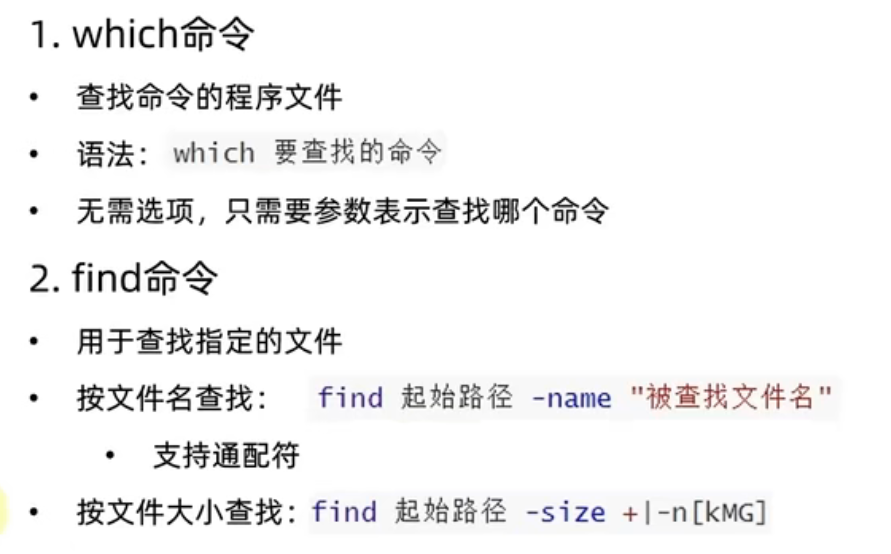 1. which命令
• 查找命令的程序文件
• 语法： which 要查找的命令
• 无需选项，只需要参数表示查找哪个命令
2. find命令
• 用于查找指定的文件
• 按文件名查找： find 起始路径 -name "被查找文件名"
• 支持通配符
• 按文件大小查找：find 起始路径 -size +|-n[kMG]